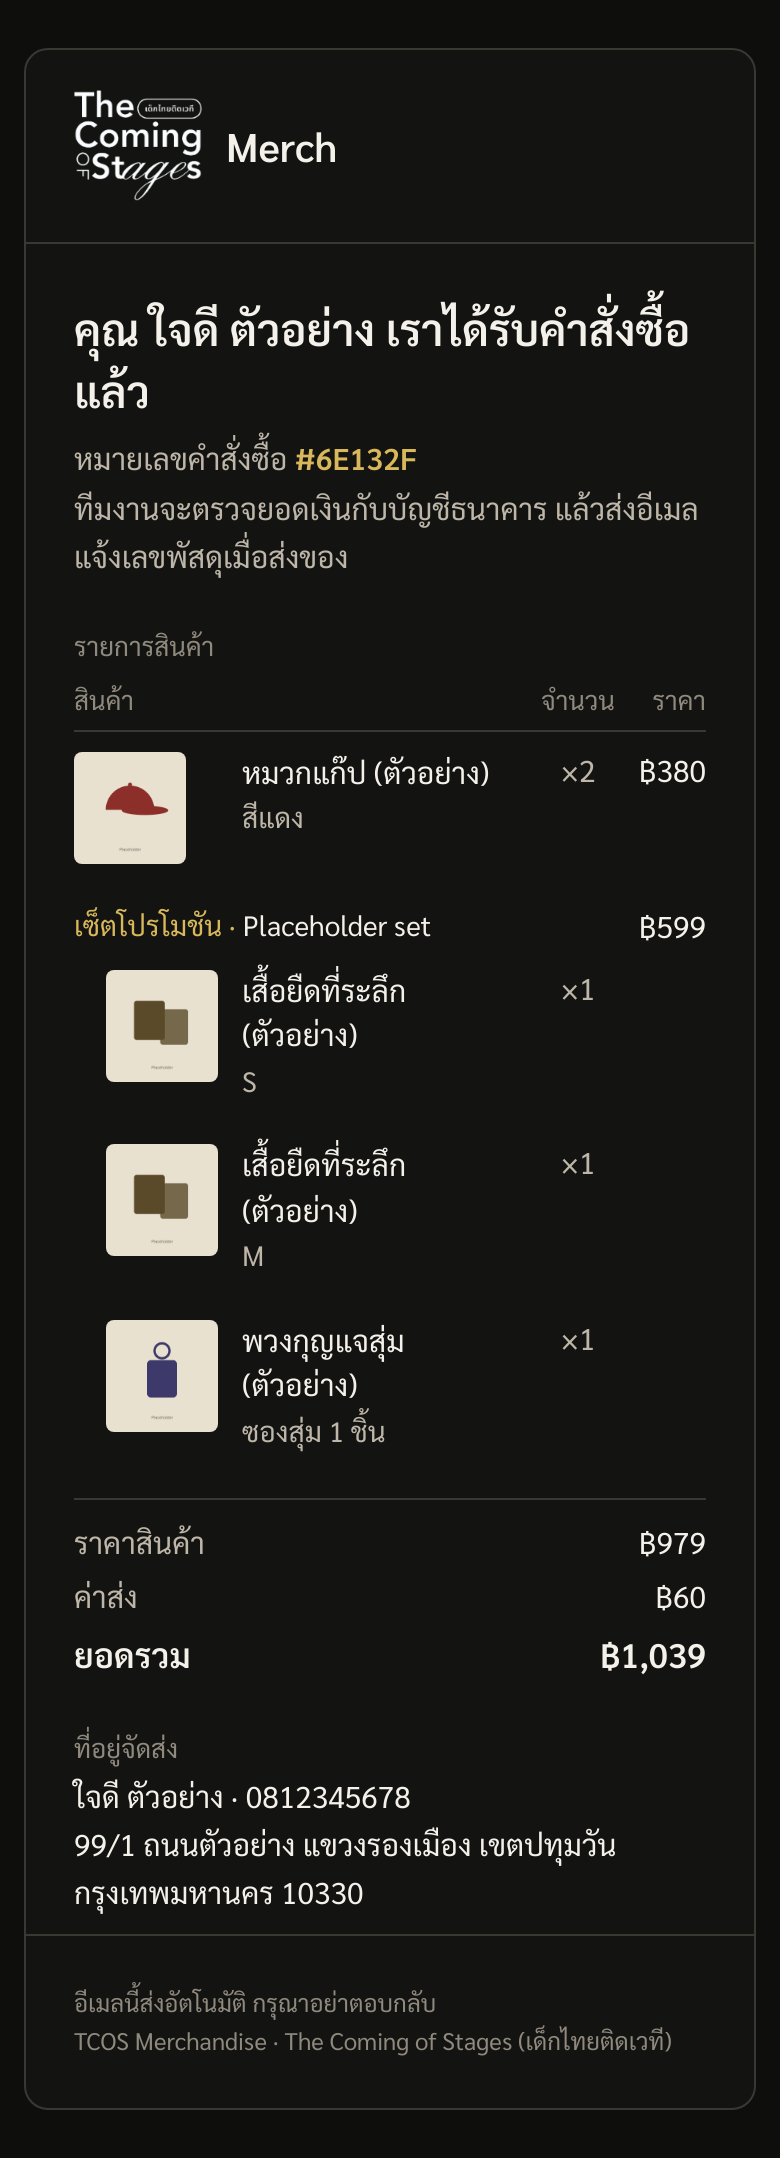 The เด็กไทยติดเวที
Coming
OF Stages
Merch
คุณ ใจดี ตัวอย่าง เราได้รับคำสั่งซื้อ
แล้ว
หมายเลขคำสั่งซื้อ #6E132F
ทีมงานจะตรวจยอดเงินกับบัญชีธนาคาร แล้วส่งอีเมล
แจ้งเลขพัสดุเมื่อส่งของ
รายการสินค้า
สินค้า จำนวน ราคา
หมวกแก๊ป (ตัวอย่าง) ×2 ฿380
สีแดง
Placeholder
เซ็ตโปรโมชัน · Placeholder set ฿599
เสื้อยืดที่ระลึก ×1
(ตัวอย่าง)
Placeholder
S
เสื้อยืดที่ระลึก ×1
(ตัวอย่าง)
Placeholder
M
พวงกุญแจสุ่ม ×1
(ตัวอย่าง)
Placeholder
ซองสุ่ม 1 ชิ้น
ราคาสินค้า ฿979
ค่าส่ง ฿60
ยอดรวม ฿1,039
ที่อยู่จัดส่ง
ใจดี ตัวอย่าง · 0812345678
99/1 ถนนตัวอย่าง แขวงรองเมือง เขตปทุมวัน
กรุงเทพมหานคร 10330
อีเมลนี้ส่งอัตโนมัติ กรุณาอย่าตอบกลับ
TCOS Merchandise · The Coming of Stages (เด็กไทยติดเวที)